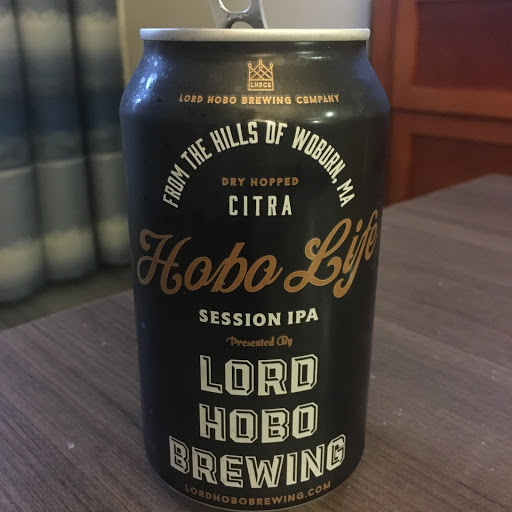 LHBCO
LORD HOBO BREWING COMPANY
FROM THE HILLS OF WOBURN, MA
DRY HOPPED
CITRA
Hobo Life
SESSION IPA
Presented By
LORD
HOBO
BREWING
LORDHOBOBREWING.COM